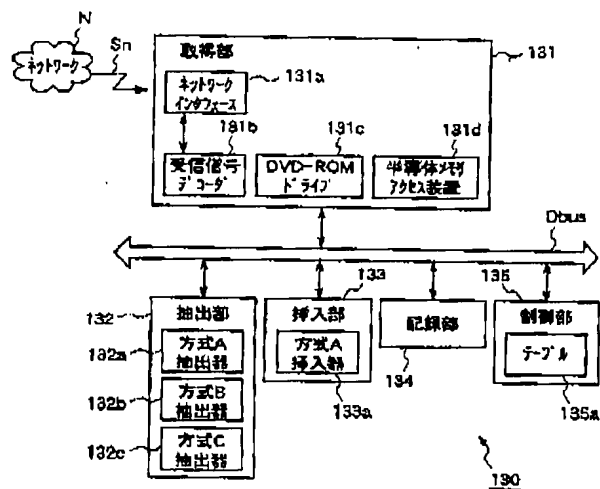 N
Sn
ネットワーク
取得部
131
ネットワーク
インタフェース
131a
131b
131c
131d
受信信号
デコーダ
DVD-ROM
ドライブ
半導体メモリ
アクセス装置
Dbus
132
抽出部
133
挿入部
記録部
134
135
制御部
132a
方式A
抽出器
方式A
挿入器
133a
テーブル
135a
132b
方式B
抽出器
132c
方式C
抽出器
130